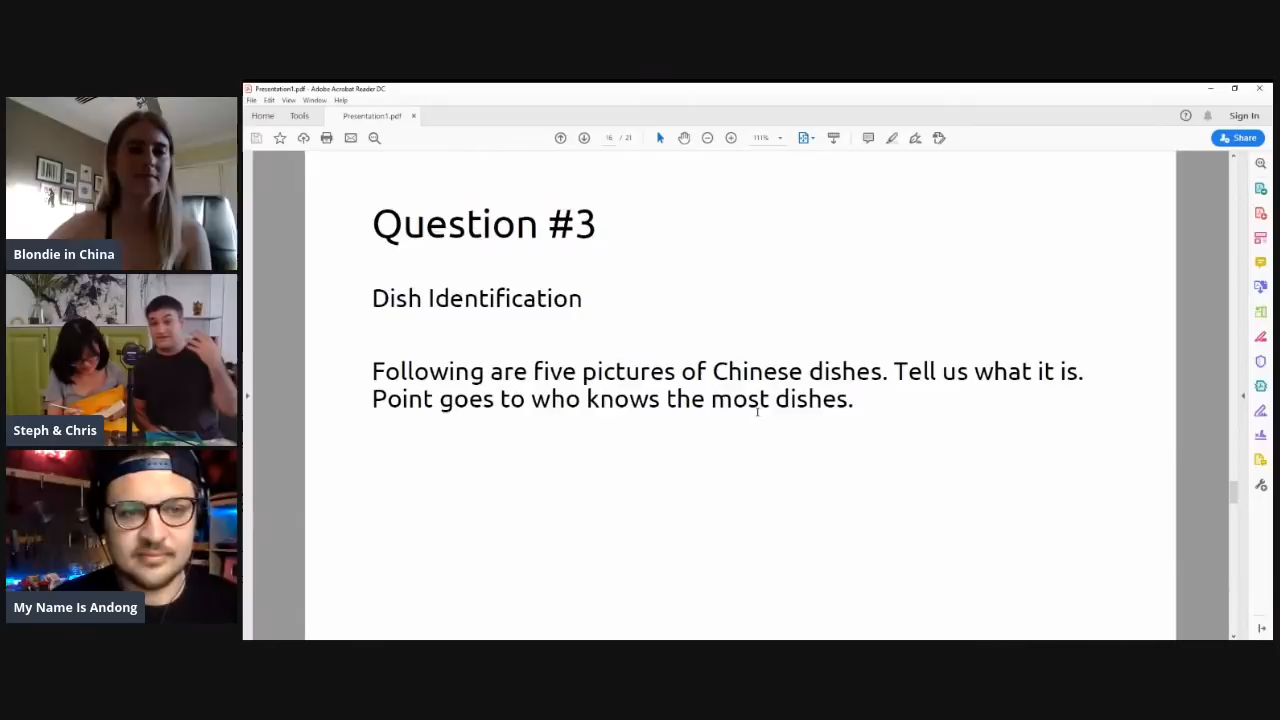 Blondie in China
Steph & Chris
My Name Is Andong
Presentation1.pdf - Adobe Acrobat Reader DC
File Edit View Window Help
Home Tools Presentation1.pdf ×
Sign In
16 / 21
111%
Share
Question #3
Dish Identification
Following are five pictures of Chinese dishes. Tell us what it is.
Point goes to who knows the most dishes.